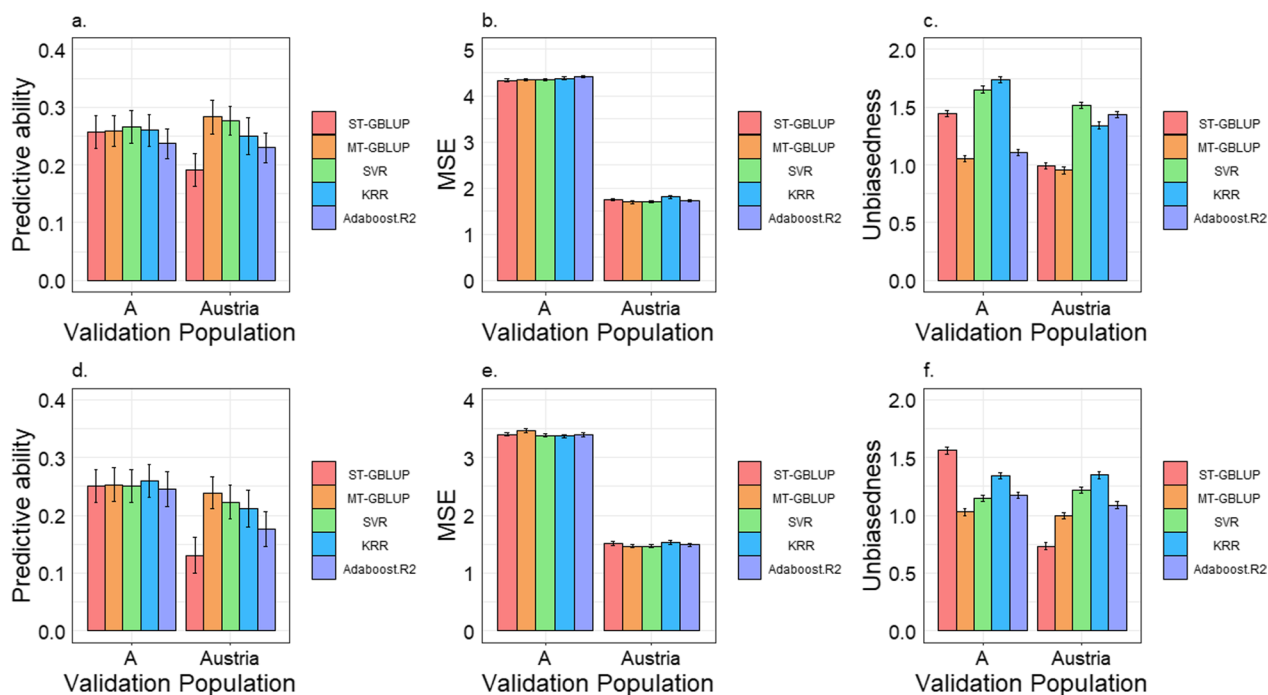 a.
Predictive ability
0.4
0.3
0.2
0.1
0.0
A
Austria
Validation Population
ST-GBLUP
MT-GBLUP
SVR
KRR
Adaboost.R2
b.
MSE
5
4
3
2
1
0
A
Austria
Validation Population
ST-GBLUP
MT-GBLUP
SVR
KRR
Adaboost.R2
c.
Unbiasedness
2.0
1.5
1.0
0.5
0.0
A
Austria
Validation Population
ST-GBLUP
MT-GBLUP
SVR
KRR
Adaboost.R2
d.
Predictive ability
0.4
0.3
0.2
0.1
0.0
A
Austria
Validation Population
ST-GBLUP
MT-GBLUP
SVR
KRR
Adaboost.R2
e.
MSE
4
3
2
1
0
A
Austria
Validation Population
ST-GBLUP
MT-GBLUP
SVR
KRR
Adaboost.R2
f.
Unbiasedness
2.0
1.5
1.0
0.5
0.0
A
Austria
Validation Population
ST-GBLUP
MT-GBLUP
SVR
KRR
Adaboost.R2